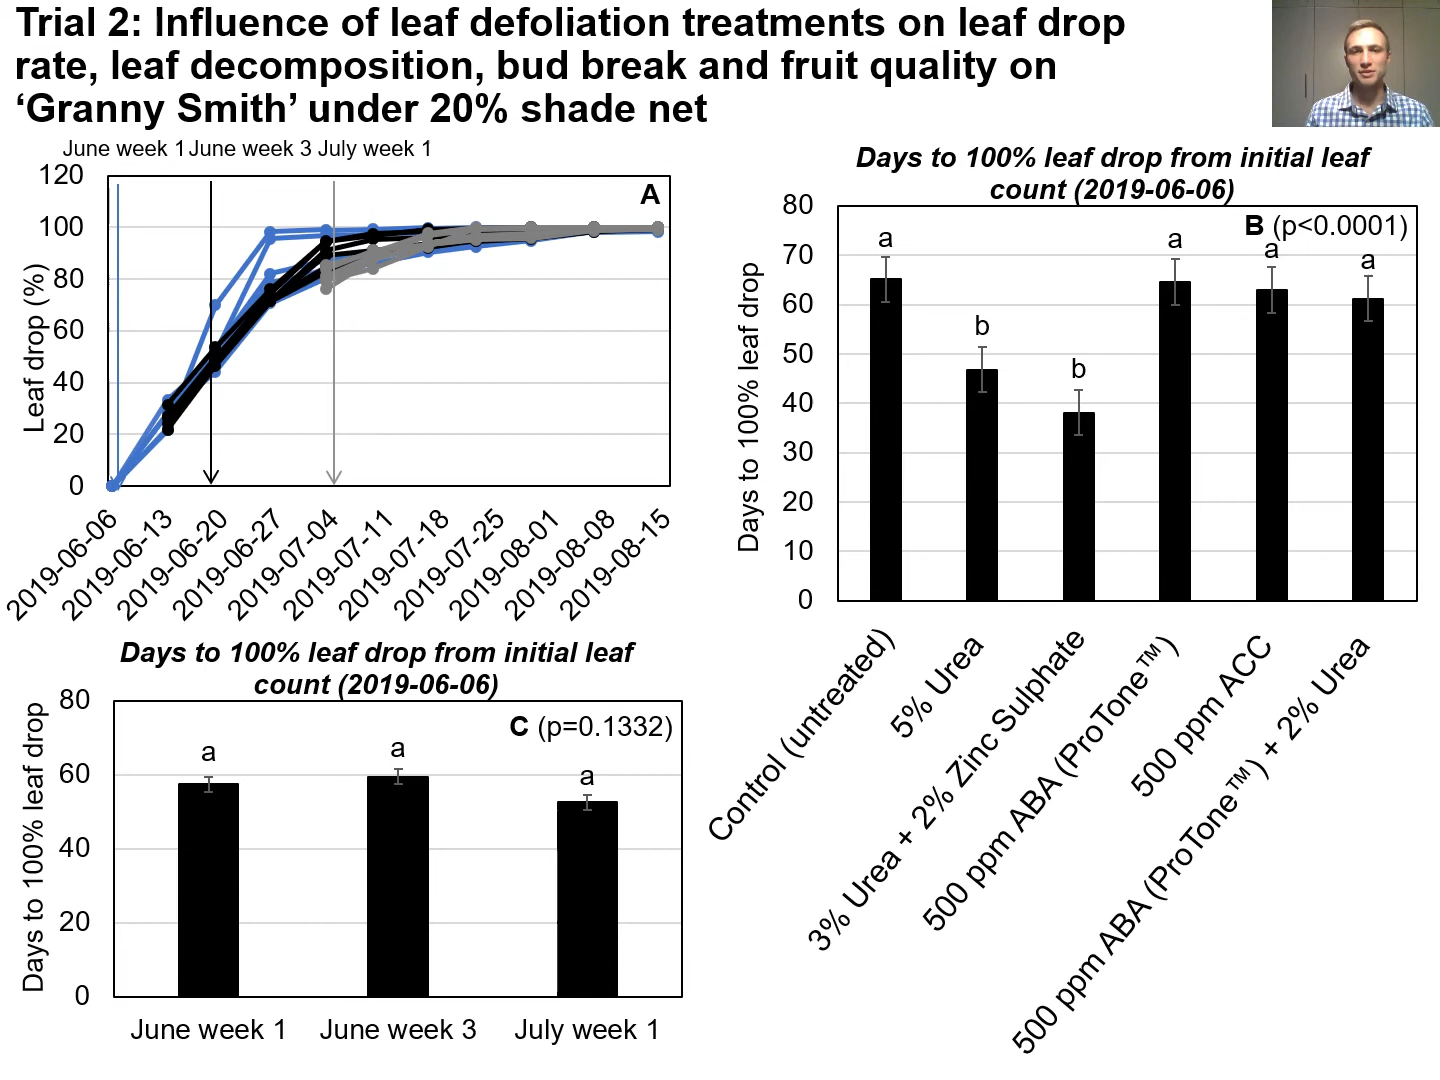 Trial 2: Influence of leaf defoliation treatments on leaf drop
rate, leaf decomposition, bud break and fruit quality on
‘Granny Smith’ under 20% shade net
June week 1 June week 3 July week 1
A
Leaf drop (%)
120
100
80
60
40
20
0
2019-06-06
2019-06-13
2019-06-20
2019-06-27
2019-07-04
2019-07-11
2019-07-18
2019-07-25
2019-08-01
2019-08-08
2019-08-15
Days to 100% leaf drop from initial leaf
count (2019-06-06)
B (p<0.0001)
Days to 100% leaf drop
80
70
60
50
40
30
20
10
0
a
b
b
a
a
a
Control (untreated)
5% Urea
3% Urea + 2% Zinc Sulphate
500 ppm ABA (ProTone™)
500 ppm ACC
500 ppm ABA (ProTone™) + 2% Urea
Days to 100% leaf drop from initial leaf
count (2019-06-06)
C (p=0.1332)
Days to 100% leaf drop
80
60
40
20
0
a
a
a
June week 1
June week 3
July week 1